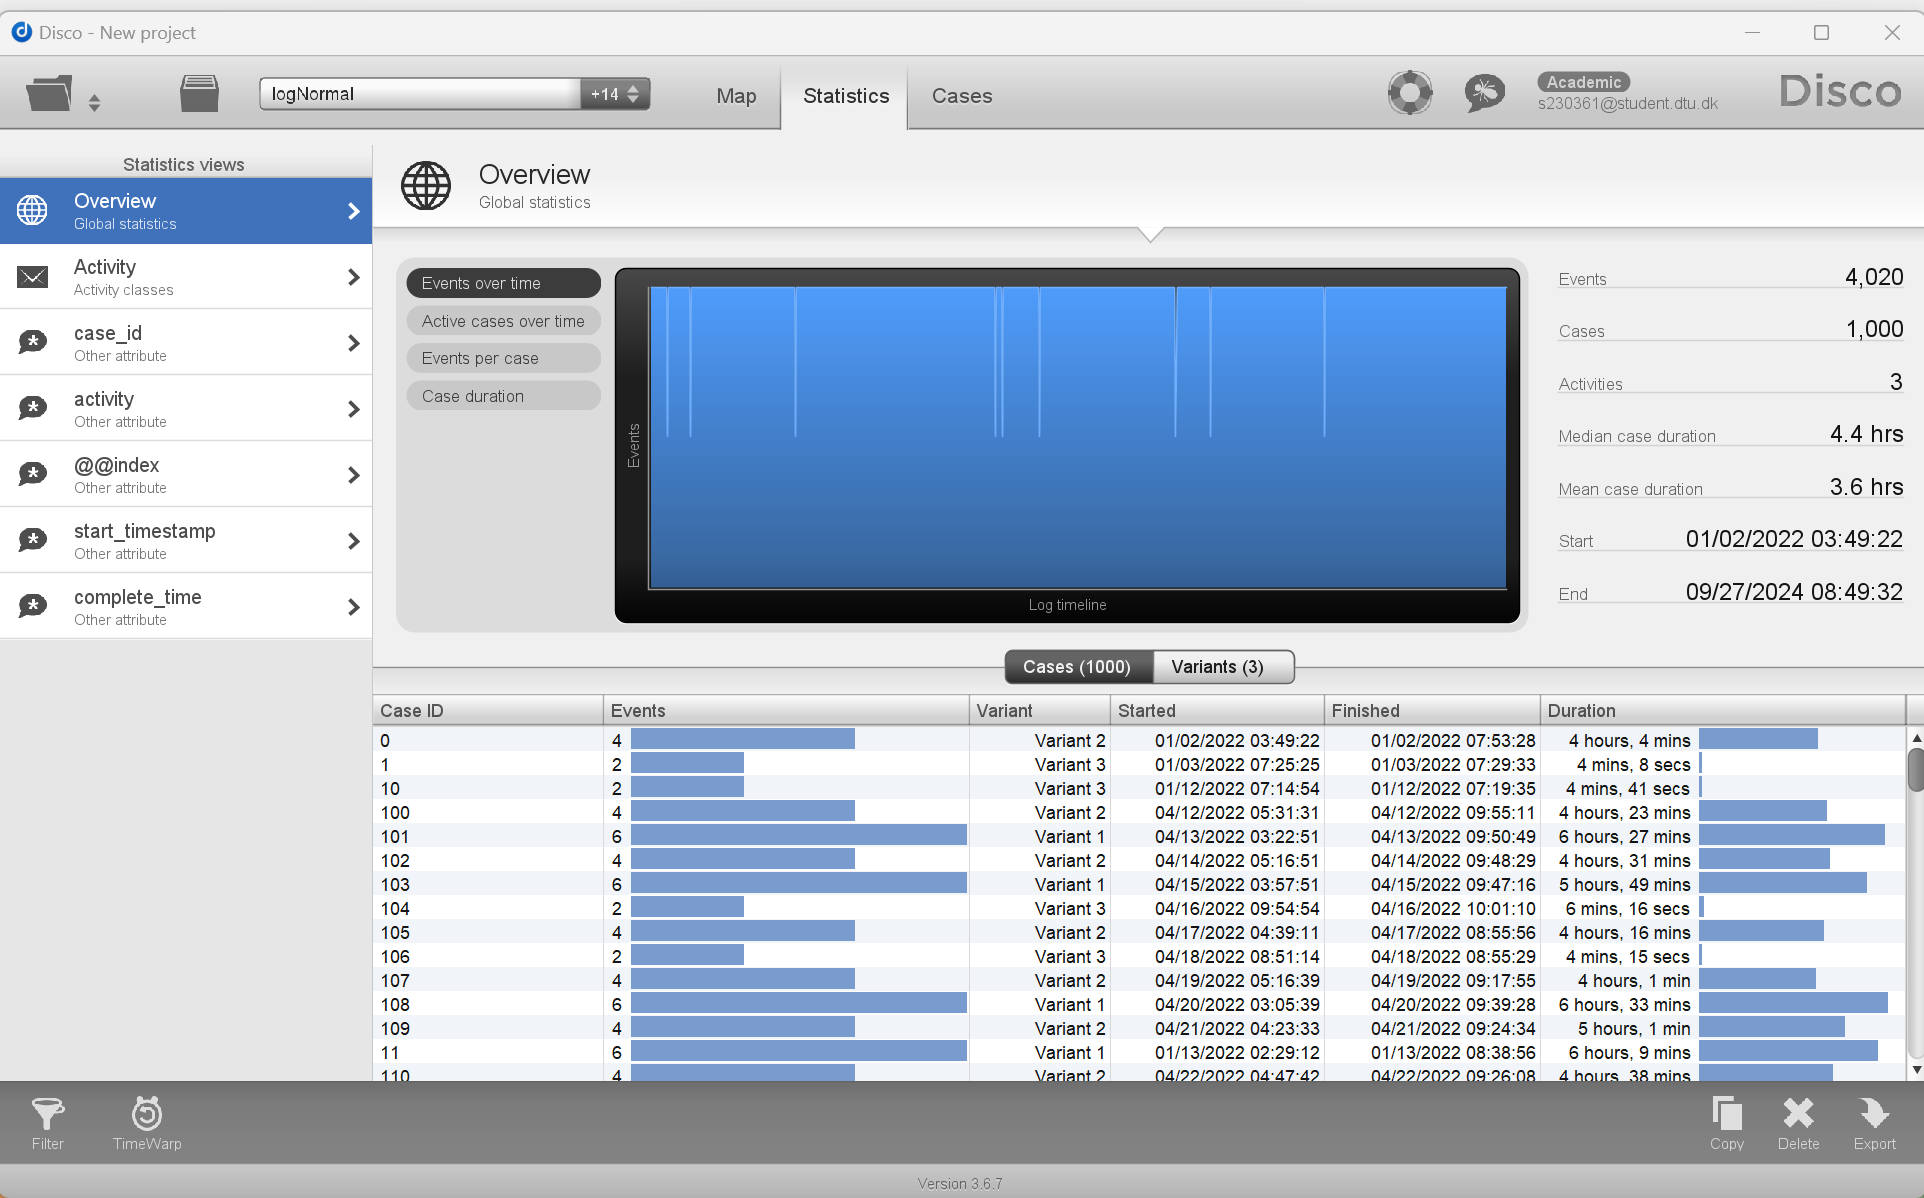 Disco - New project
logNormal +14
Map Statistics Cases
Academic
s230361@student.dtu.dk
Disco
Statistics views
Overview
Global statistics
Activity
Activity classes
case_id
Other attribute
activity
Other attribute
@@index
Other attribute
start_timestamp
Other attribute
complete_time
Other attribute
Overview
Global statistics
Events over time
Active cases over time
Events per case
Case duration
Events
Log timeline
Events 4,020
Cases 1,000
Activities 3
Median case duration 4.4 hrs
Mean case duration 3.6 hrs
Start 01/02/2022 03:49:22
End 09/27/2024 08:49:32
Cases (1000) Variants (3)
Case ID Events Variant Started Finished Duration
0 4 Variant 2 01/02/2022 03:49:22 01/02/2022 07:53:28 4 hours, 4 mins
1 2 Variant 3 01/03/2022 07:25:25 01/03/2022 07:29:33 4 mins, 8 secs
10 2 Variant 3 01/12/2022 07:14:54 01/12/2022 07:19:35 4 mins, 41 secs
100 4 Variant 2 04/12/2022 05:31:31 04/12/2022 09:55:11 4 hours, 23 mins
101 6 Variant 1 04/13/2022 03:22:51 04/13/2022 09:50:49 6 hours, 27 mins
102 4 Variant 2 04/14/2022 05:16:51 04/14/2022 09:48:29 4 hours, 31 mins
103 6 Variant 1 04/15/2022 03:57:51 04/15/2022 09:47:16 5 hours, 49 mins
104 2 Variant 3 04/16/2022 09:54:54 04/16/2022 10:01:10 6 mins, 16 secs
105 4 Variant 2 04/17/2022 04:39:11 04/17/2022 08:55:56 4 hours, 16 mins
106 2 Variant 3 04/18/2022 08:51:14 04/18/2022 08:55:29 4 mins, 15 secs
107 4 Variant 2 04/19/2022 05:16:39 04/19/2022 09:17:55 4 hours, 1 min
108 6 Variant 1 04/20/2022 03:05:39 04/20/2022 09:39:28 6 hours, 33 mins
109 4 Variant 2 04/21/2022 04:23:33 04/21/2022 09:24:34 5 hours, 1 min
11 6 Variant 1 01/13/2022 02:29:12 01/13/2022 08:38:56 6 hours, 9 mins
110 4 Variant 2 04/22/2022 04:47:42 04/22/2022 09:26:08 4 hours, 38 mins
Filter TimeWarp Copy Delete Export
Version 3.6.7